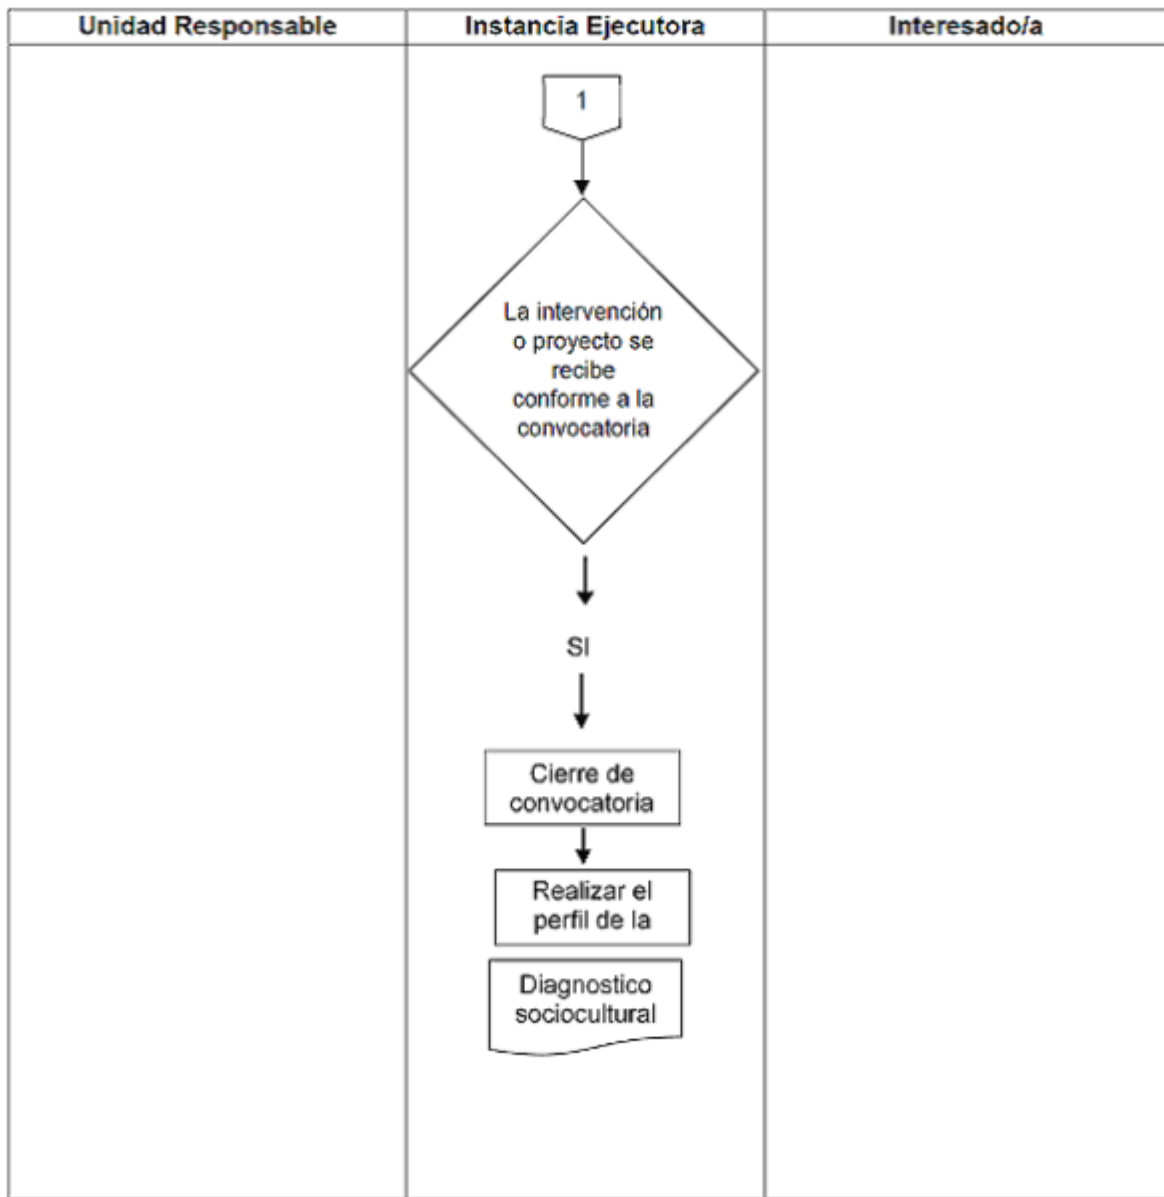 Unidad Responsable
Instancia Ejecutora
Interesado/a
1
La intervención
o proyecto se
recibe
conforme a la
convocatoria
SI
Cierre de
convocatoria
Realizar el
perfil de la
Diagnostico
sociocultural